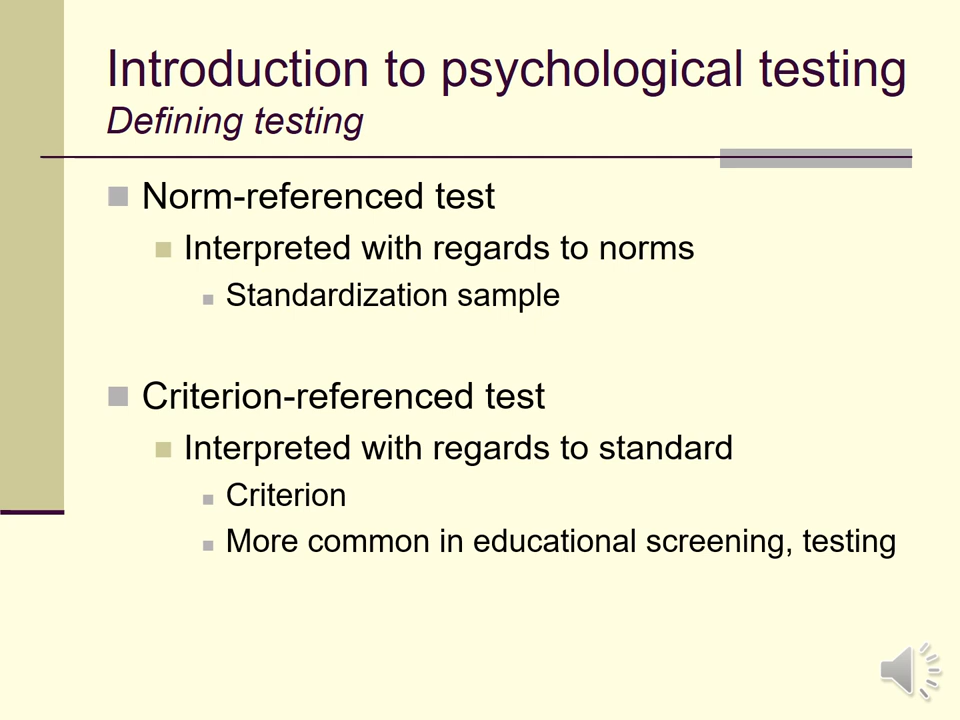 Introduction to psychological testing
Defining testing
Norm-referenced test
Interpreted with regards to norms
Standardization sample
Criterion-referenced test
Interpreted with regards to standard
Criterion
More common in educational screening, testing